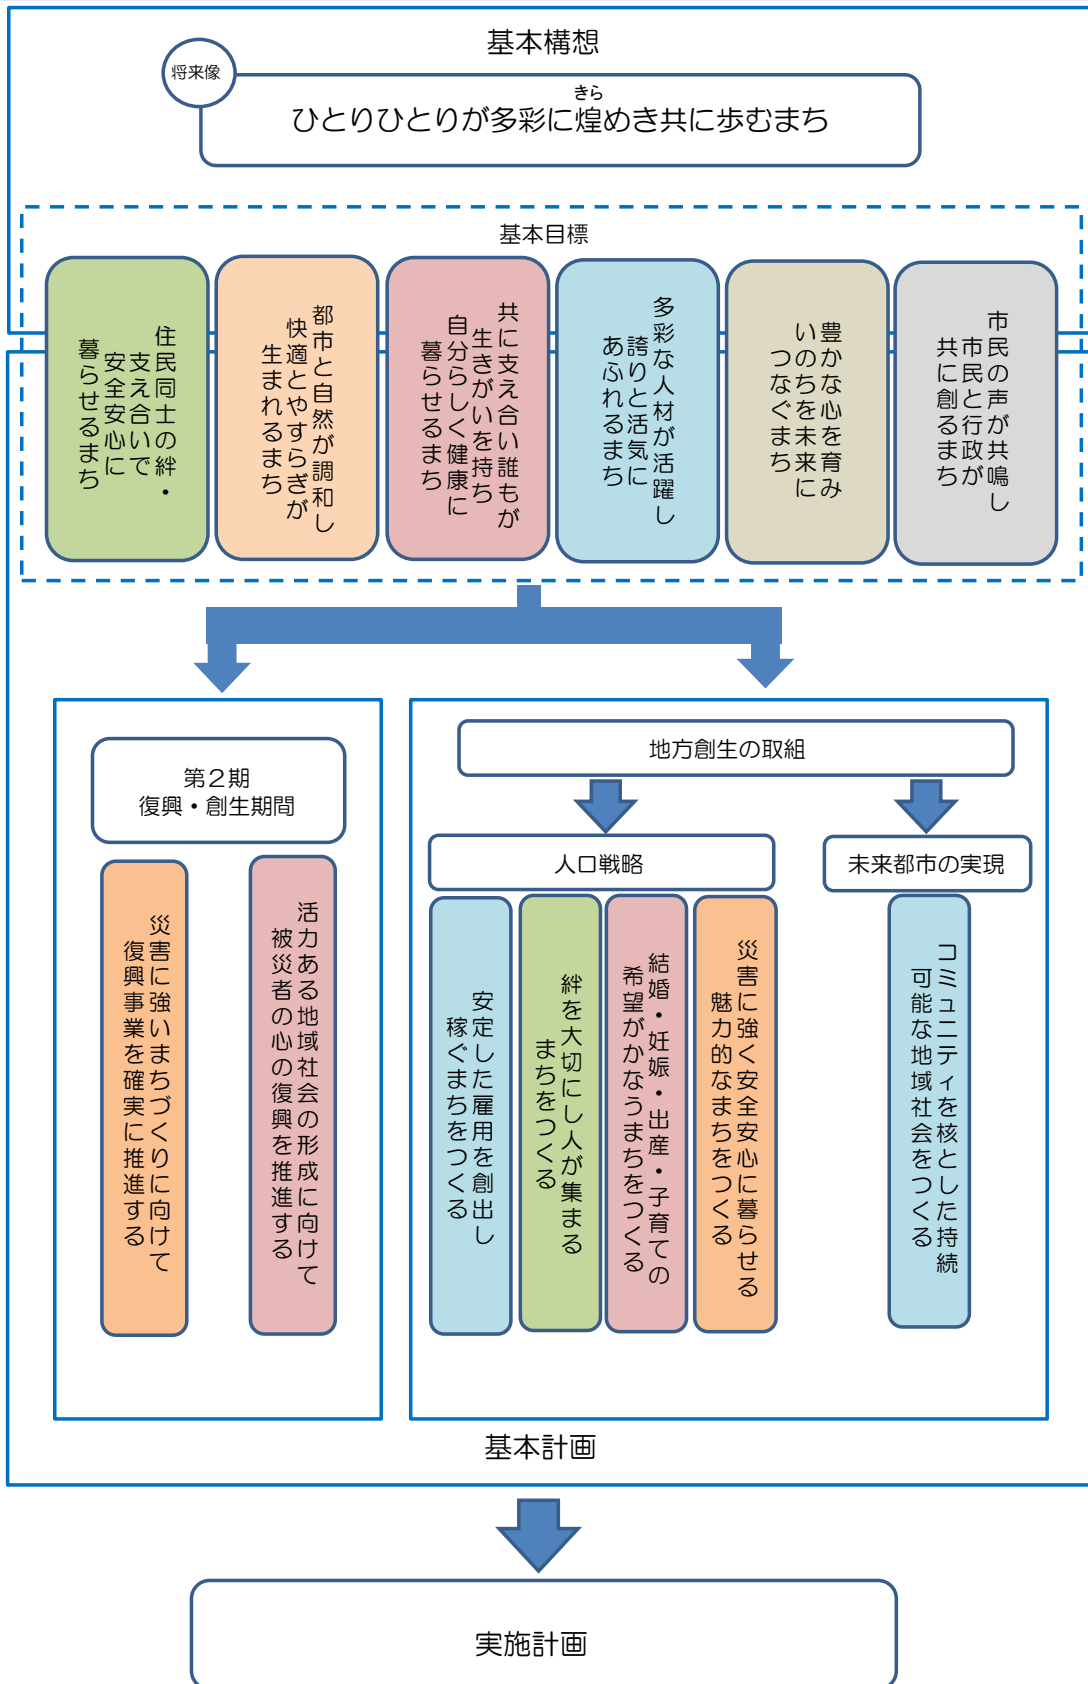 基本構想
将来像
きら
ひとりひとりが多彩に煌めき共に歩むまち
基本目標
住民同士の絆・
支え合いで
安全安心に
暮らせるまち
都市と自然が調和し
快適とやすらぎが
生まれるまち
共に支え合い誰もが
生きがいを持ち
自分らしく健康に
暮らせるまち
多彩な人材が活躍し
誇りと活気に
あふれるまち
豊かな心を育み
いのちを未来に
つなぐまち
市民の声が共鳴し
市民と行政が
共に創るまち
第２期
復興・創生期間
災害に強いまちづくりに向けて
復興事業を確実に推進する
活力ある地域社会の形成に向けて
被災者の心の復興を推進する
地方創生の取組
人口戦略
安定した雇用を創出し
稼ぐまちをつくる
絆を大切にし人が集まる
まちをつくる
結婚・妊娠・出産・子育ての
希望がかなうまちをつくる
災害に強く安全安心に暮らせる
魅力的なまちをつくる
未来都市の実現
コミュニティを核とした持続
可能な地域社会をつくる
基本計画
実施計画